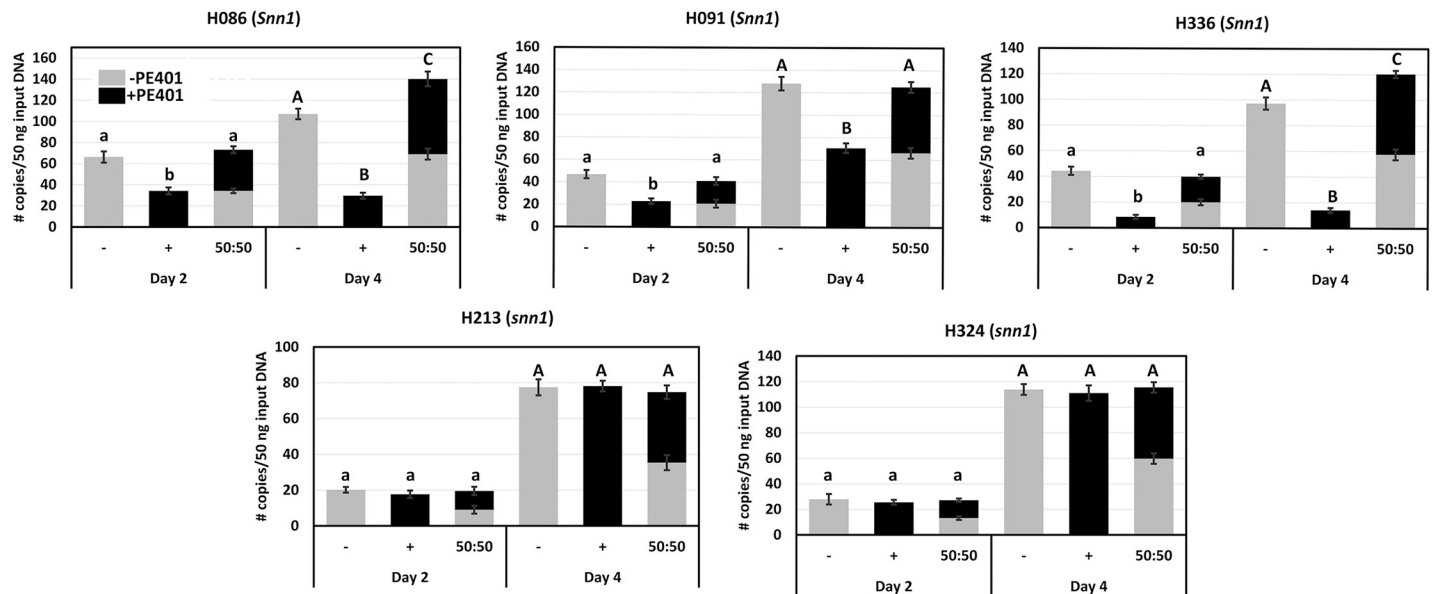 H086 (Snn1)
# copies/50 ng input DNA
160
140
120
100
80
60
40
20
0
-PE401
+PE401
a
b
a
A
B
C
- + 50:50 - + 50:50
Day 2 Day 4
H091 (Snn1)
# copies/50 ng input DNA
160
140
120
100
80
60
40
20
0
a
b
a
A
B
A
- + 50:50 - + 50:50
Day 2 Day 4
H336 (Snn1)
# copies/50 ng input DNA
140
120
100
80
60
40
20
0
a
b
a
A
B
C
- + 50:50 - + 50:50
Day 2 Day 4
H213 (snn1)
# copies/50 ng input DNA
100
80
60
40
20
0
a a a A A A
- + 50:50 - + 50:50
Day 2 Day 4
H324 (snn1)
# copies/50 ng input DNA
140
120
100
80
60
40
20
0
a a a A A A
- + 50:50 - + 50:50
Day 2 Day 4